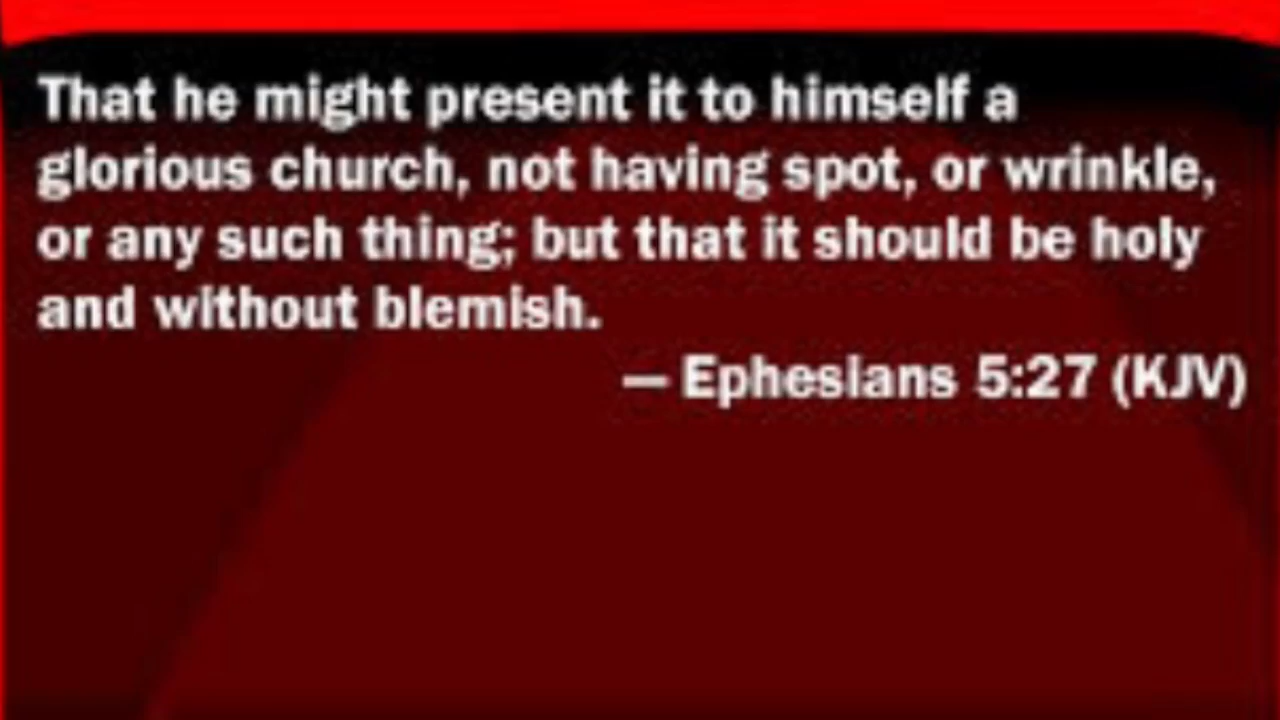 That he might present it to himself a
glorious church, not having spot, or wrinkle,
or any such thing; but that it should be holy
and without blemish.
— Ephesians 5:27 (KJV)